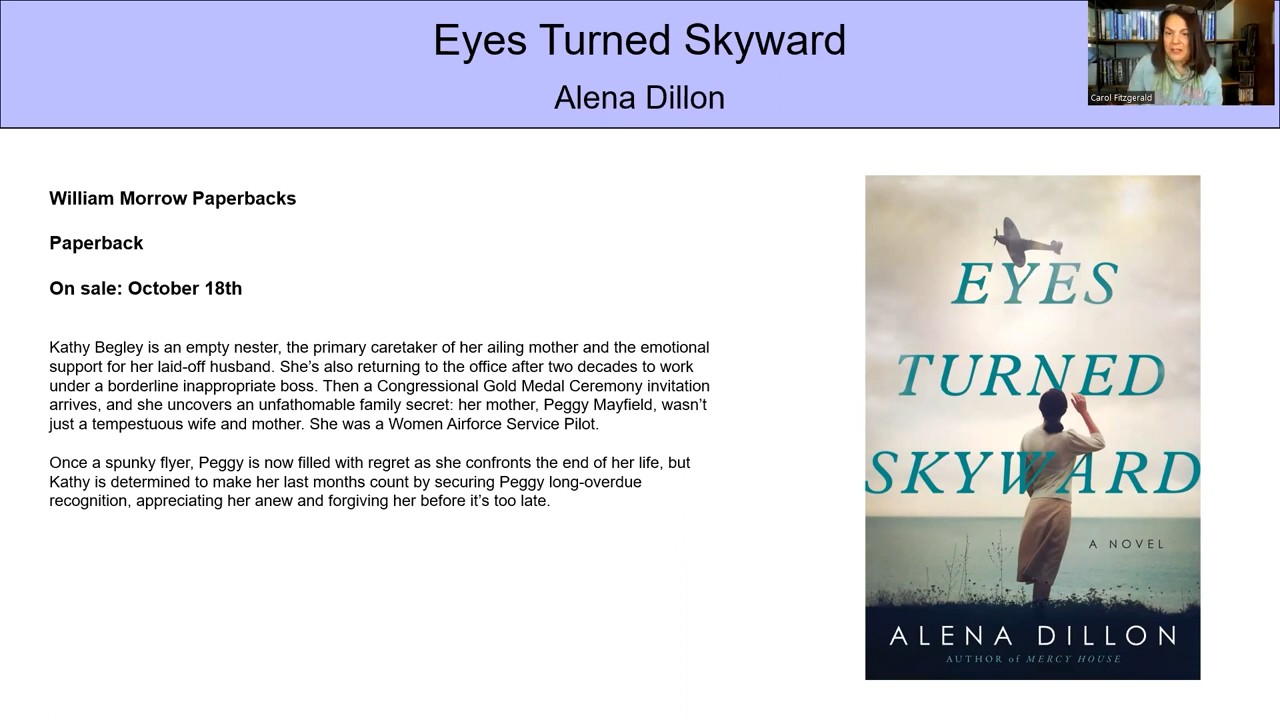 Eyes Turned Skyward
Alena Dillon
Carol Fitzgerald
William Morrow Paperbacks
Paperback
On sale: October 18th
Kathy Begley is an empty nester, the primary caretaker of her ailing mother and the emotional
support for her laid-off husband. She’s also returning to the office after two decades to work
under a borderline inappropriate boss. Then a Congressional Gold Medal Ceremony invitation
arrives, and she uncovers an unfathomable family secret: her mother, Peggy Mayfield, wasn’t
just a tempestuous wife and mother. She was a Women Airforce Service Pilot.
Once a spunky flyer, Peggy is now filled with regret as she confronts the end of her life, but
Kathy is determined to make her last months count by securing Peggy long-overdue
recognition, appreciating her anew and forgiving her before it’s too late.
EYES
TURNED
SKYWARD
A NOVEL
ALENA DILLON
AUTHOR of MERCY HOUSE